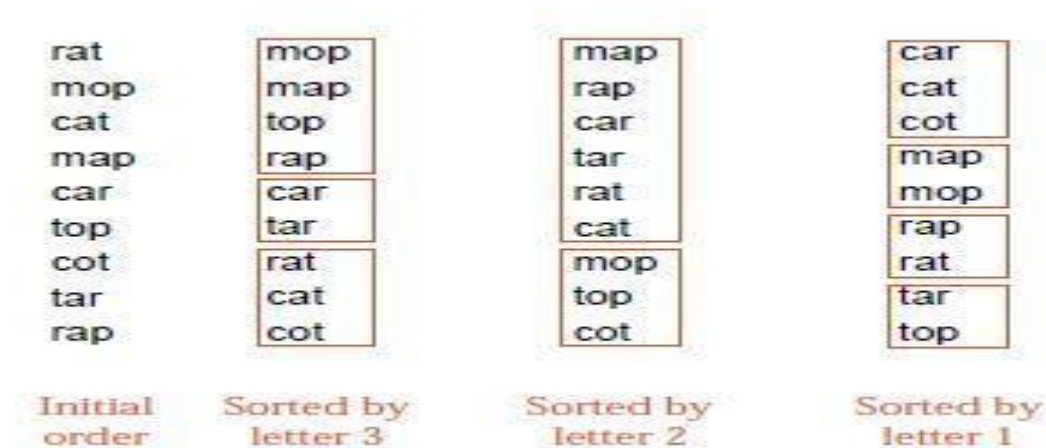 rat mop map car
mop map rap cat
cat top car cot
map rap tar map
car car rat mop
top tar cat rap
cot rat mop rat
tar cat top tar
rap cot cot top
Initial Sorted by Sorted by Sorted by
order letter 3 letter 2 letter 1